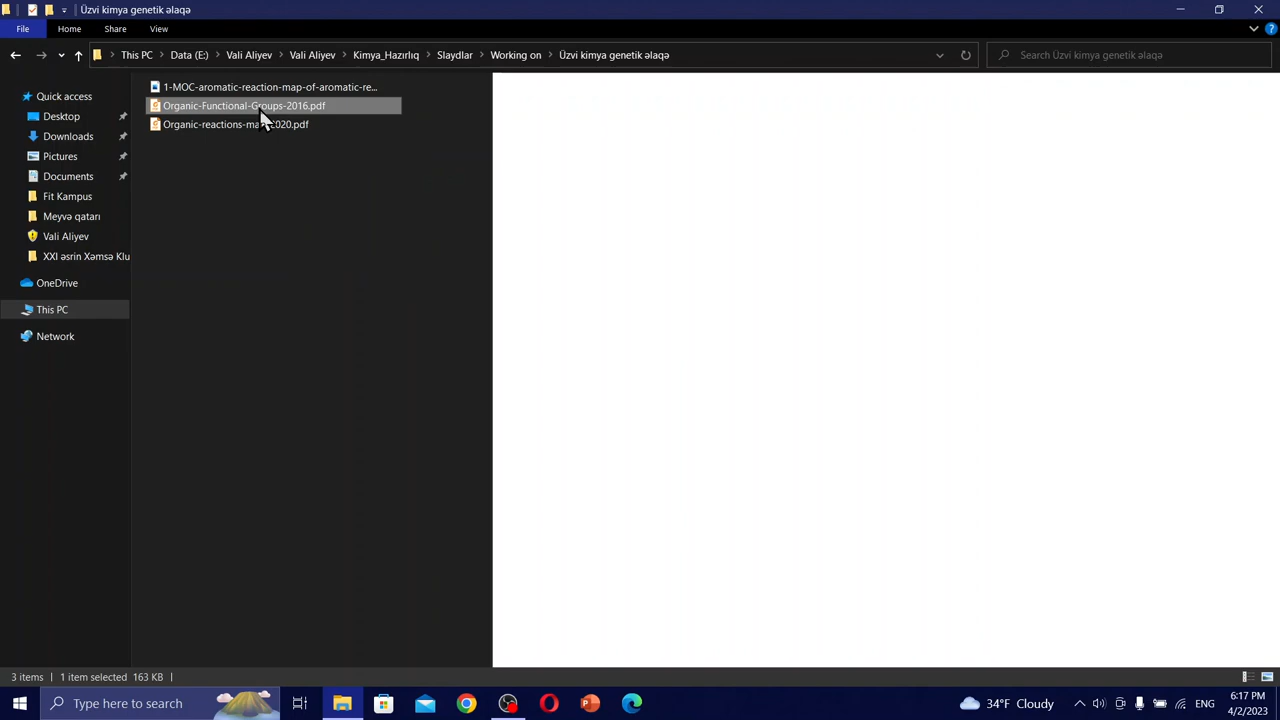 Üzvi kimya genetik əlaqə
File
Home
Share
View
This PC
Data (E:)
Vali Aliyev
Vali Aliyev
Kimya_Hazırlıq
Slaydlar
Working on
Üzvi kimya genetik əlaqə
Search Üzvi kimya genetik əlaqə
Quick access
Desktop
Downloads
Pictures
Documents
Fit Kampus
Meyvə qatarı
Vali Aliyev
XXI əsrin Xəmsə Klu
OneDrive
This PC
Network
1-MOC-aromatic-reaction-map-of-aromatic-re...
Organic-Functional-Groups-2016.pdf
Organic-reactions-ma 2020.pdf
3 items
1 item selected 163 KB
Type here to search
34°F Cloudy
ENG
6:17 PM
4/2/2023